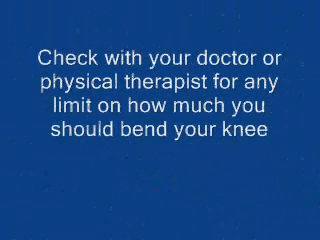 Check with your doctor or
physical therapist for any
limit on how much you
should bend your knee